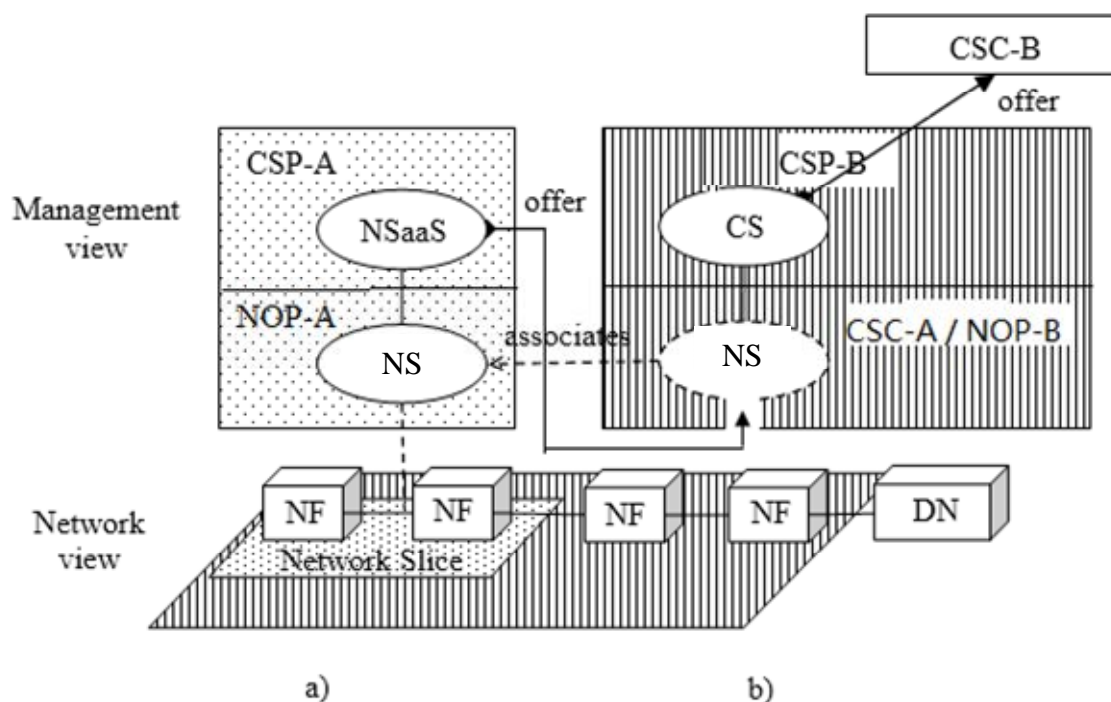 CSC-B
offer
CSP-A
CSP-B
Management
view
NSaaS
offer
CS
NOP-A
associates
CSC-A / NOP-B
NS
NS
Network
view
NF
NF
NF
NF
DN
Network Slice
a)
b)